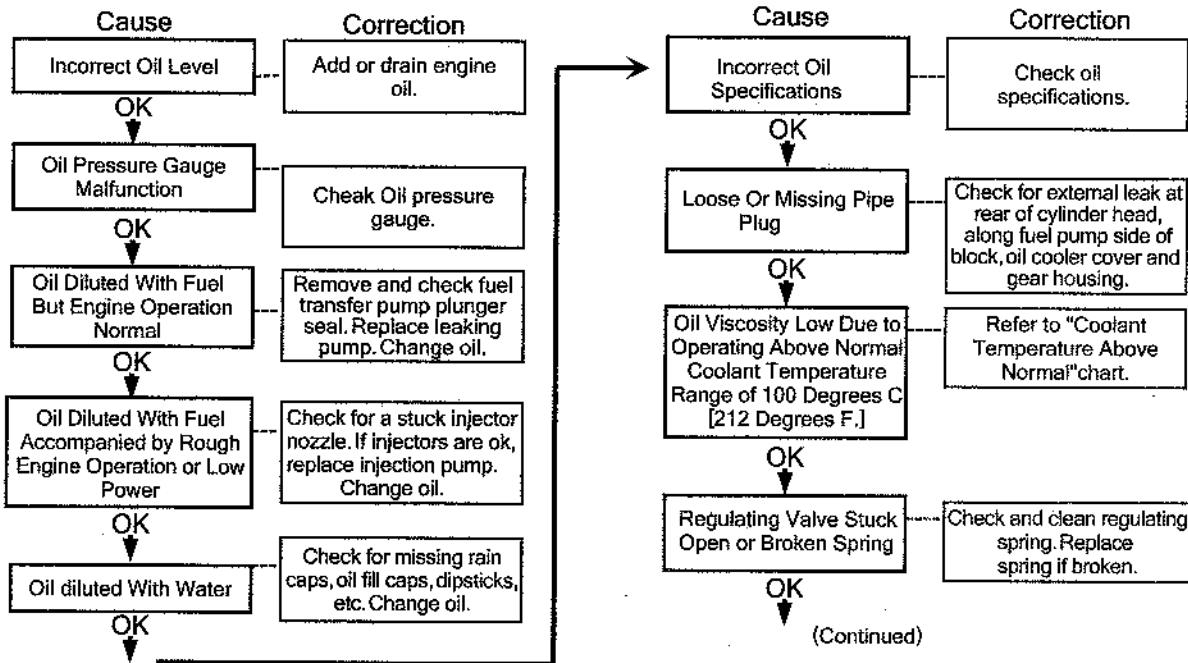 Cause
Correction
Incorrect Oil Level
Add or drain engine
oil.
OK
Oil Pressure Gauge
Malfunction
Cheak Oil pressure
gauge.
OK
Oil Diluted With Fuel
But Engine Operation
Normal
Remove and check fuel
transfer pump plunger
seal. Replace leaking
pump. Change oil.
OK
Oil Diluted With Fuel
Accompanied by Rough
Engine Operation or Low
Power
Check for a stuck injector
nozzle. If injectors are ok,
replace injection pump.
Change oil.
OK
Oil diluted With Water
Check for missing rain
caps, oil fill caps, dipsticks,
etc. Change oil.
OK
Cause
Correction
Incorrect Oil
Specifications
Check oil
specifications.
OK
Loose Or Missing Pipe
Plug
Check for external leak at
rear of cylinder head,
along fuel pump side of
block, oil cooler cover and
gear housing.
OK
Oil Viscosity Low Due to
Operating Above Normal
Coolant Temperature
Range of 100 Degrees C
[212 Degrees F.]
Refer to "Coolant
Temperature Above
Normal"chart.
OK
Regulating Valve Stuck
Open or Broken Spring
Check and clean regulating
spring. Replace
spring if broken.
OK
(Continued)